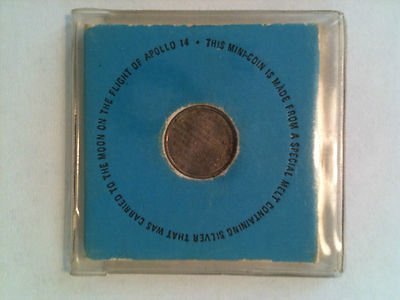 THIS MINI-COIN IS MADE FROM A SPECIAL MELT CONTAINING SILVER THAT WAS CARRIED TO THE MOON ON THE FLIGHT OF APOLLO 14 •